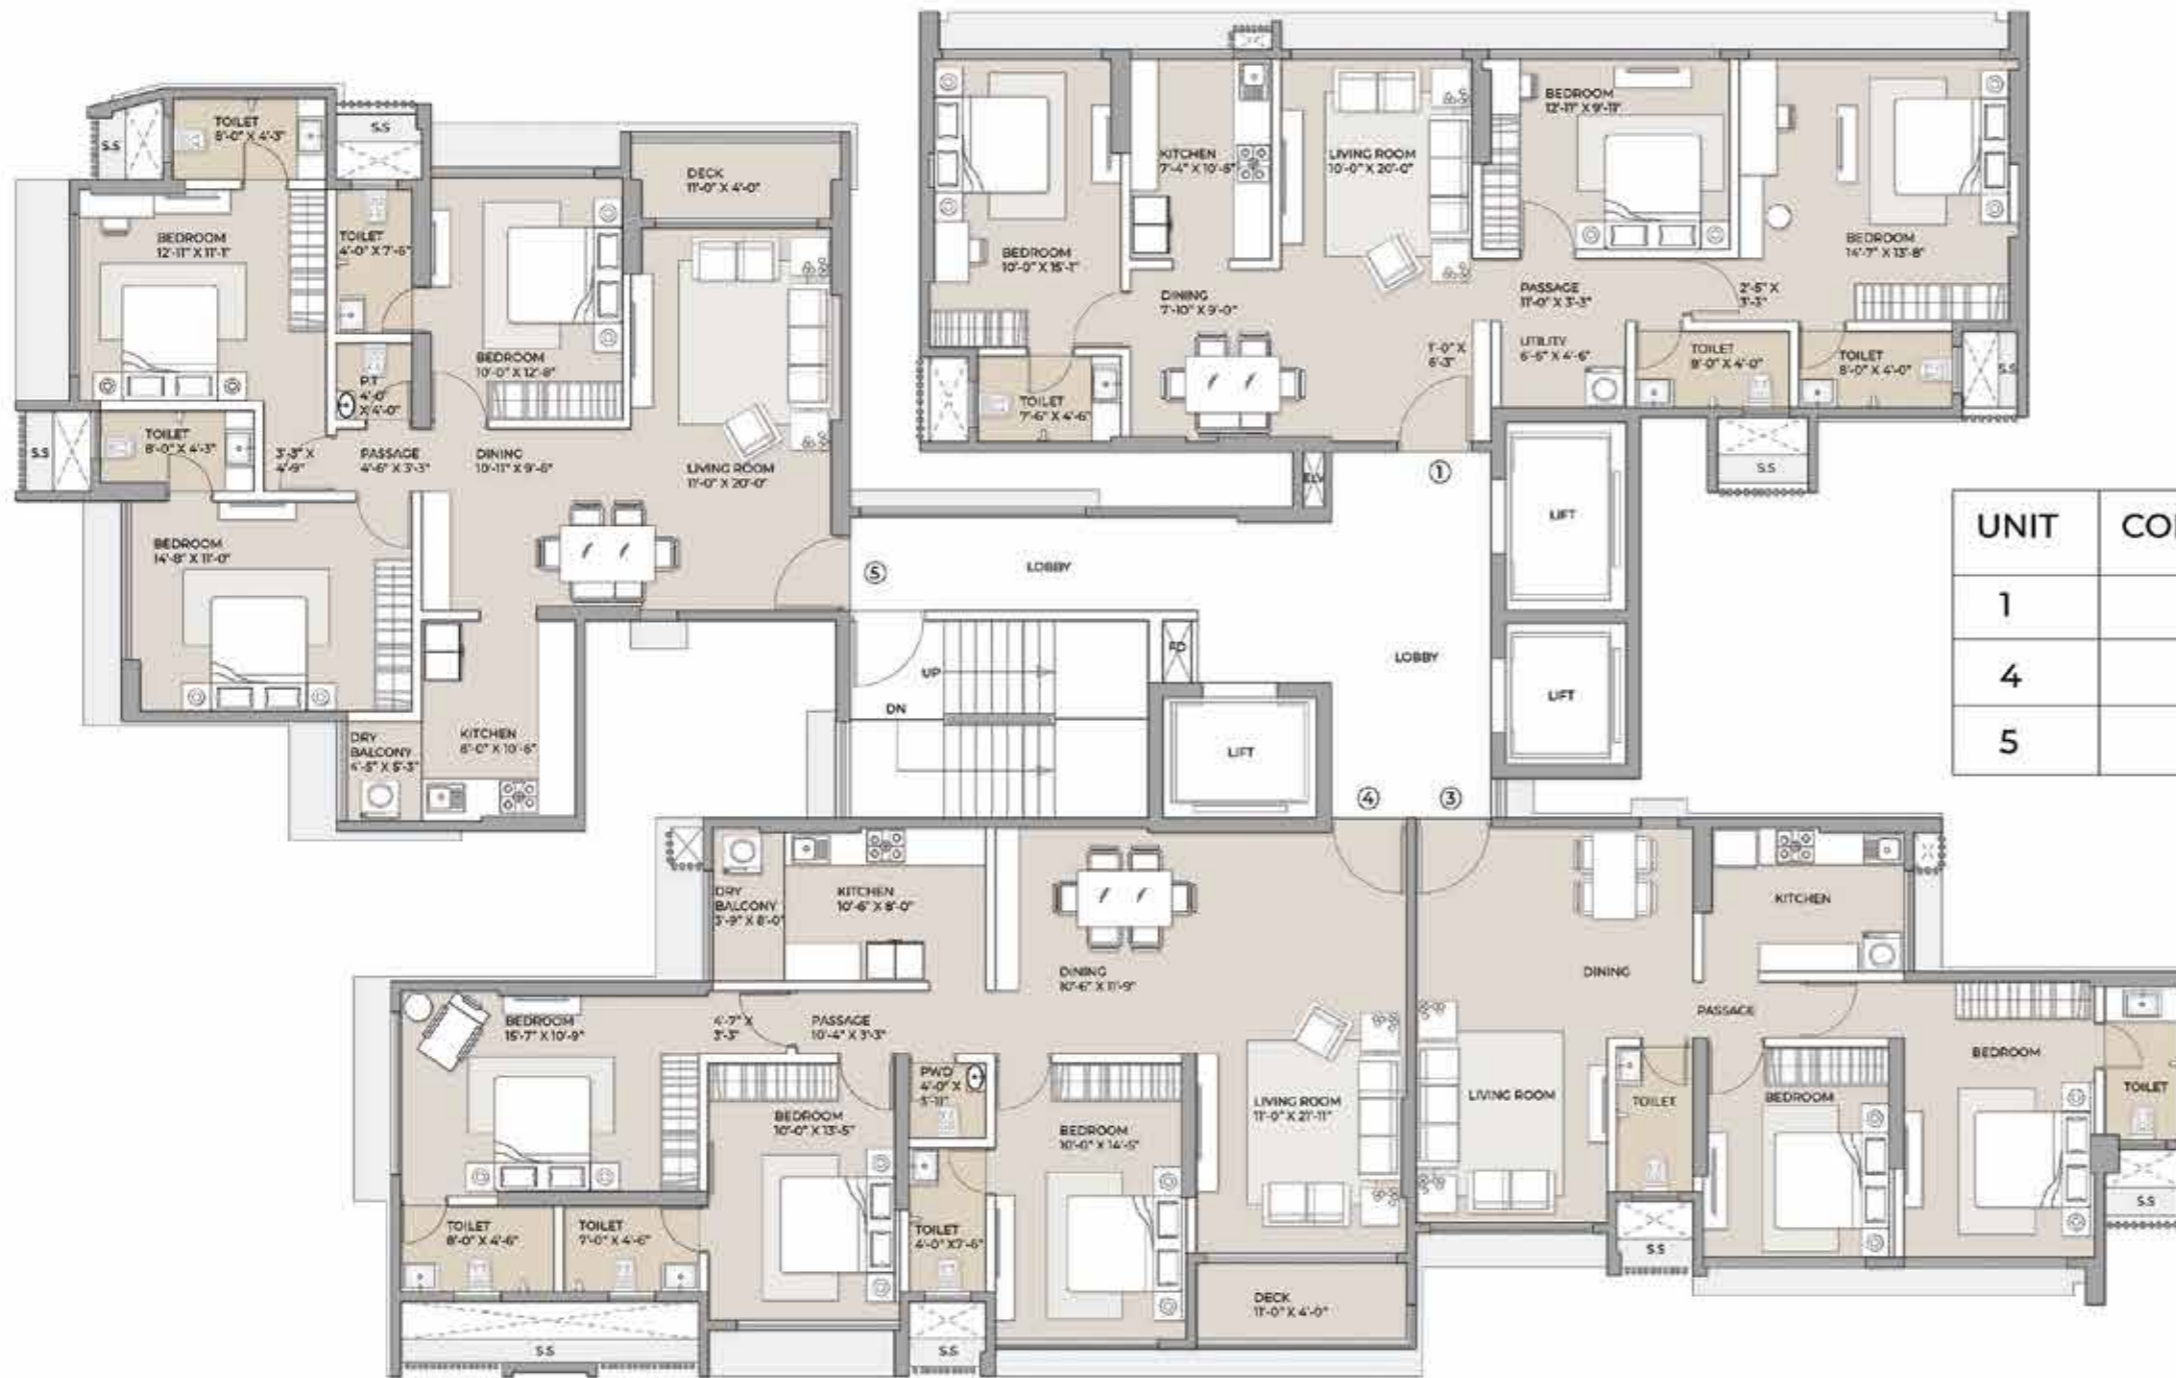 TOILET
8'-0" X 4'-3"
S.S
S.S
BEDROOM
12'-11" X 11'-1"
TOILET
4'-0" X 7'-6"
DECK
11'-0" X 4'-0"
BEDROOM
10'-0" X 12'-8"
P.T
4'-0"
X 4'-0"
TOILET
8'-0" X 4'-3"
S.S
3'-3" X
4'-9"
PASSAGE
4'-6" X 3'-3"
DINING
10'-11" X 9'-6"
LIVING ROOM
11'-0" X 20'-0"
BEDROOM
14'-8" X 11'-0"
DRY
BALCONY
4'-5" X 5'-3"
KITCHEN
8'-0" X 10'-6"
5
BEDROOM
10'-0" X 15'-1"
KITCHEN
7'-4" X 10'-6"
LIVING ROOM
10'-0" X 20'-0"
BEDROOM
12'-11" X 9'-11"
BEDROOM
14'-7" X 13'-8"
DINING
7'-10" X 9'-0"
PASSAGE
11'-0" X 3'-3"
2'-5" X
3'-3"
UTILITY
6'-6" X 4'-6"
TOILET
8'-0" X 4'-0"
TOILET
8'-0" X 4'-0"
S.S
TOILET
7'-6" X 4'-6"
6'-3"
S.S
1
ELV
LIFT
LOBBY
LOBBY
UP
DN
FD
LIFT
LIFT
4
3
UNIT
1
4
5
DRY
BALCONY
3'-9" X 8'-0"
KITCHEN
10'-6" X 8'-0"
DINING
10'-6" X 11'-9"
BEDROOM
15'-7" X 10'-9"
4'-7" X
3'-3"
PASSAGE
10'-4" X 3'-3"
PWD
4'-0" X
3'-11"
BEDROOM
10'-0" X 13'-5"
BEDROOM
10'-0" X 14'-5"
LIVING ROOM
11'-0" X 21'-11"
TOILET
8'-0" X 4'-6"
TOILET
7'-0" X 4'-6"
TOILET
4'-0" X7'-6"
DECK
11'-0" X 4'-0"
S.S
S.S
KITCHEN
DINING
PASSAGE
LIVING ROOM
TOILET
BEDROOM
BEDROOM
TOILET
S.S
S.S